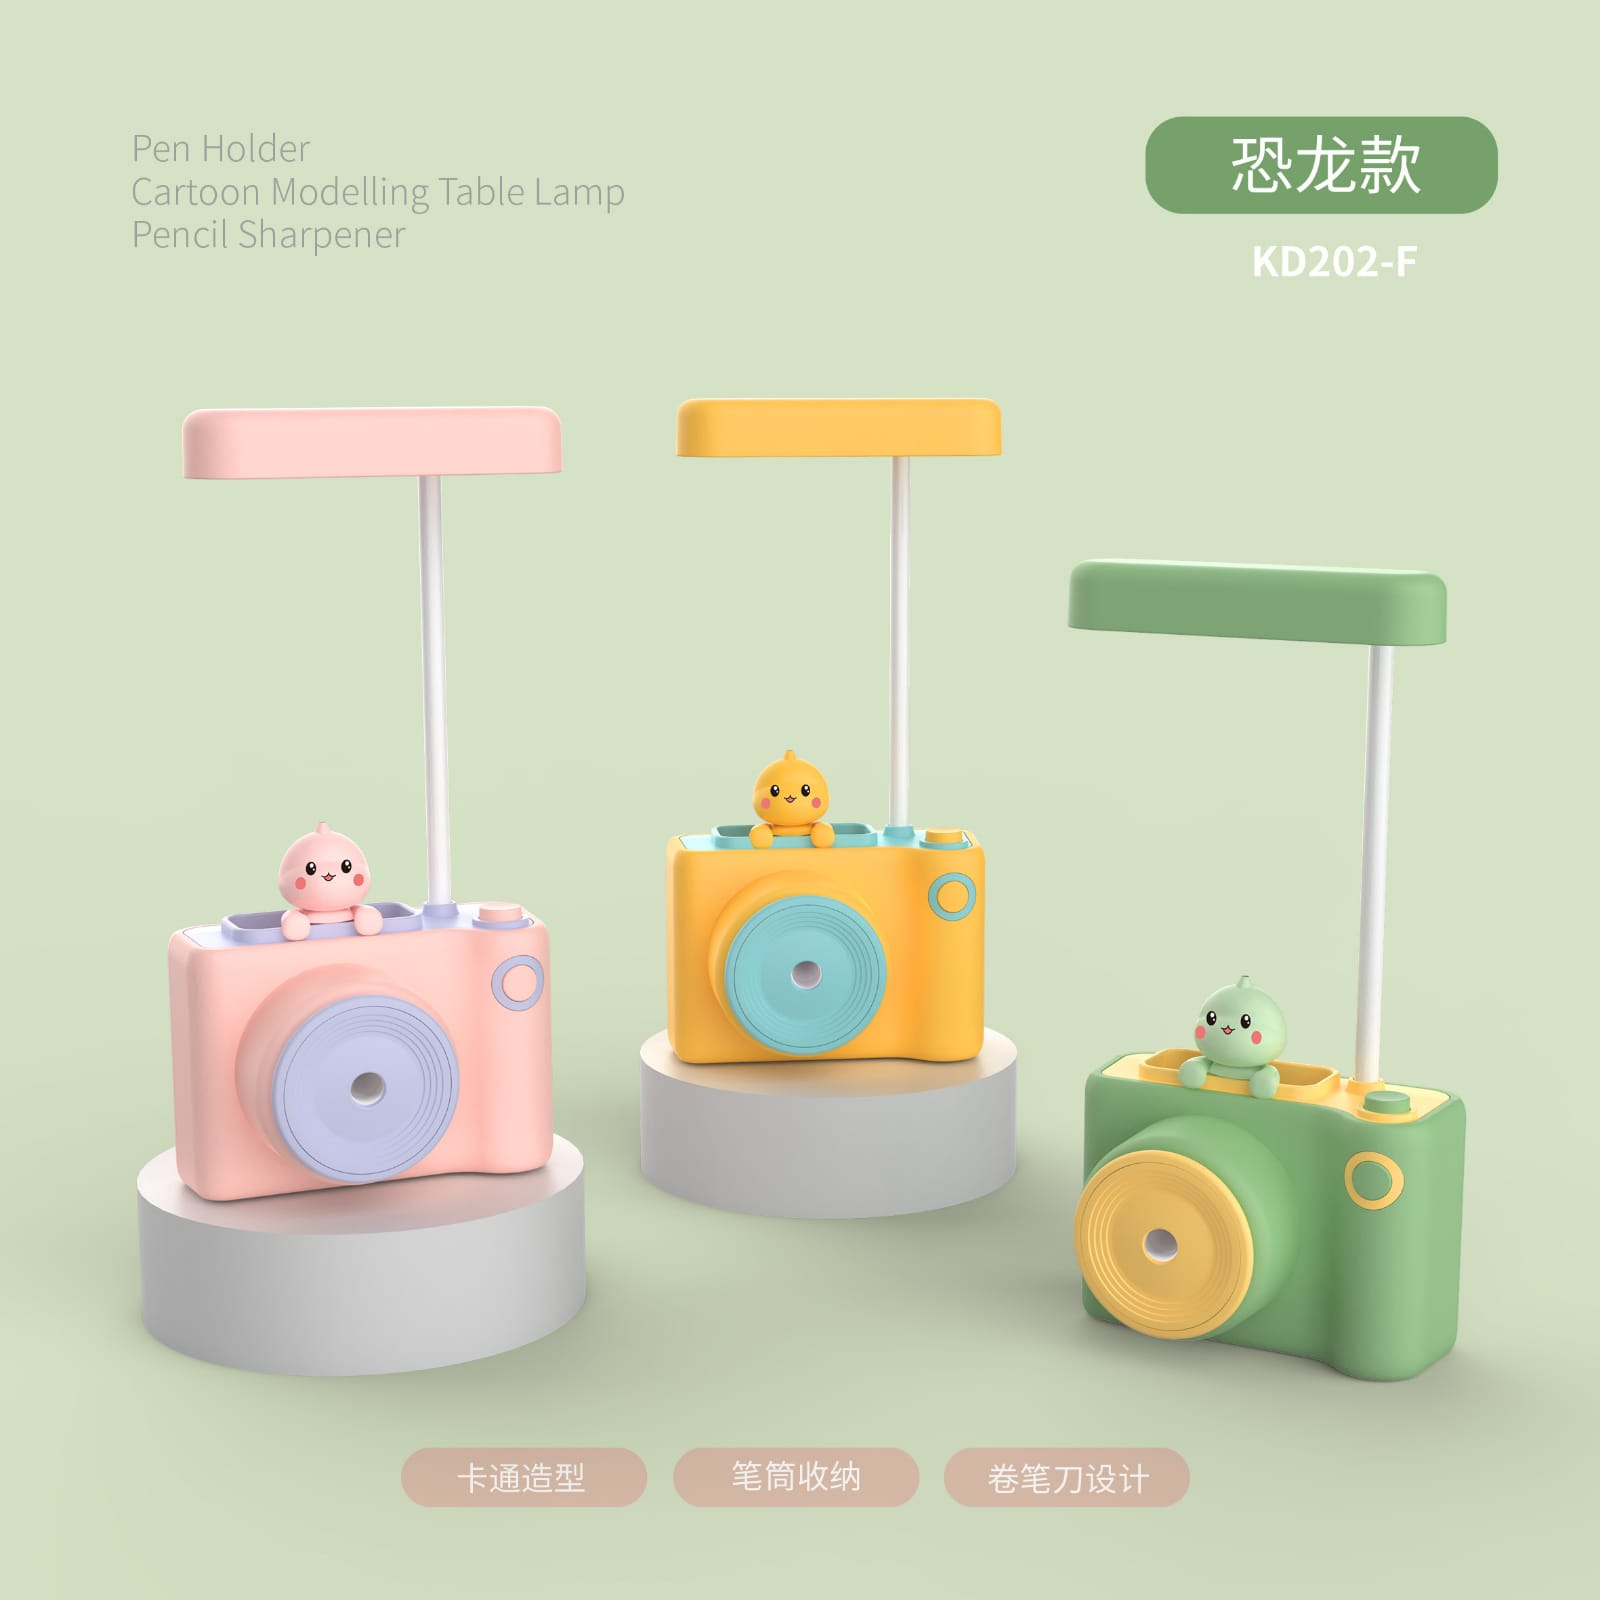 Pen Holder
Cartoon Modelling Table Lamp
Pencil Sharpener
恐龙款
KD202-F
卡通造型
笔筒收纳
卷笔刀设计